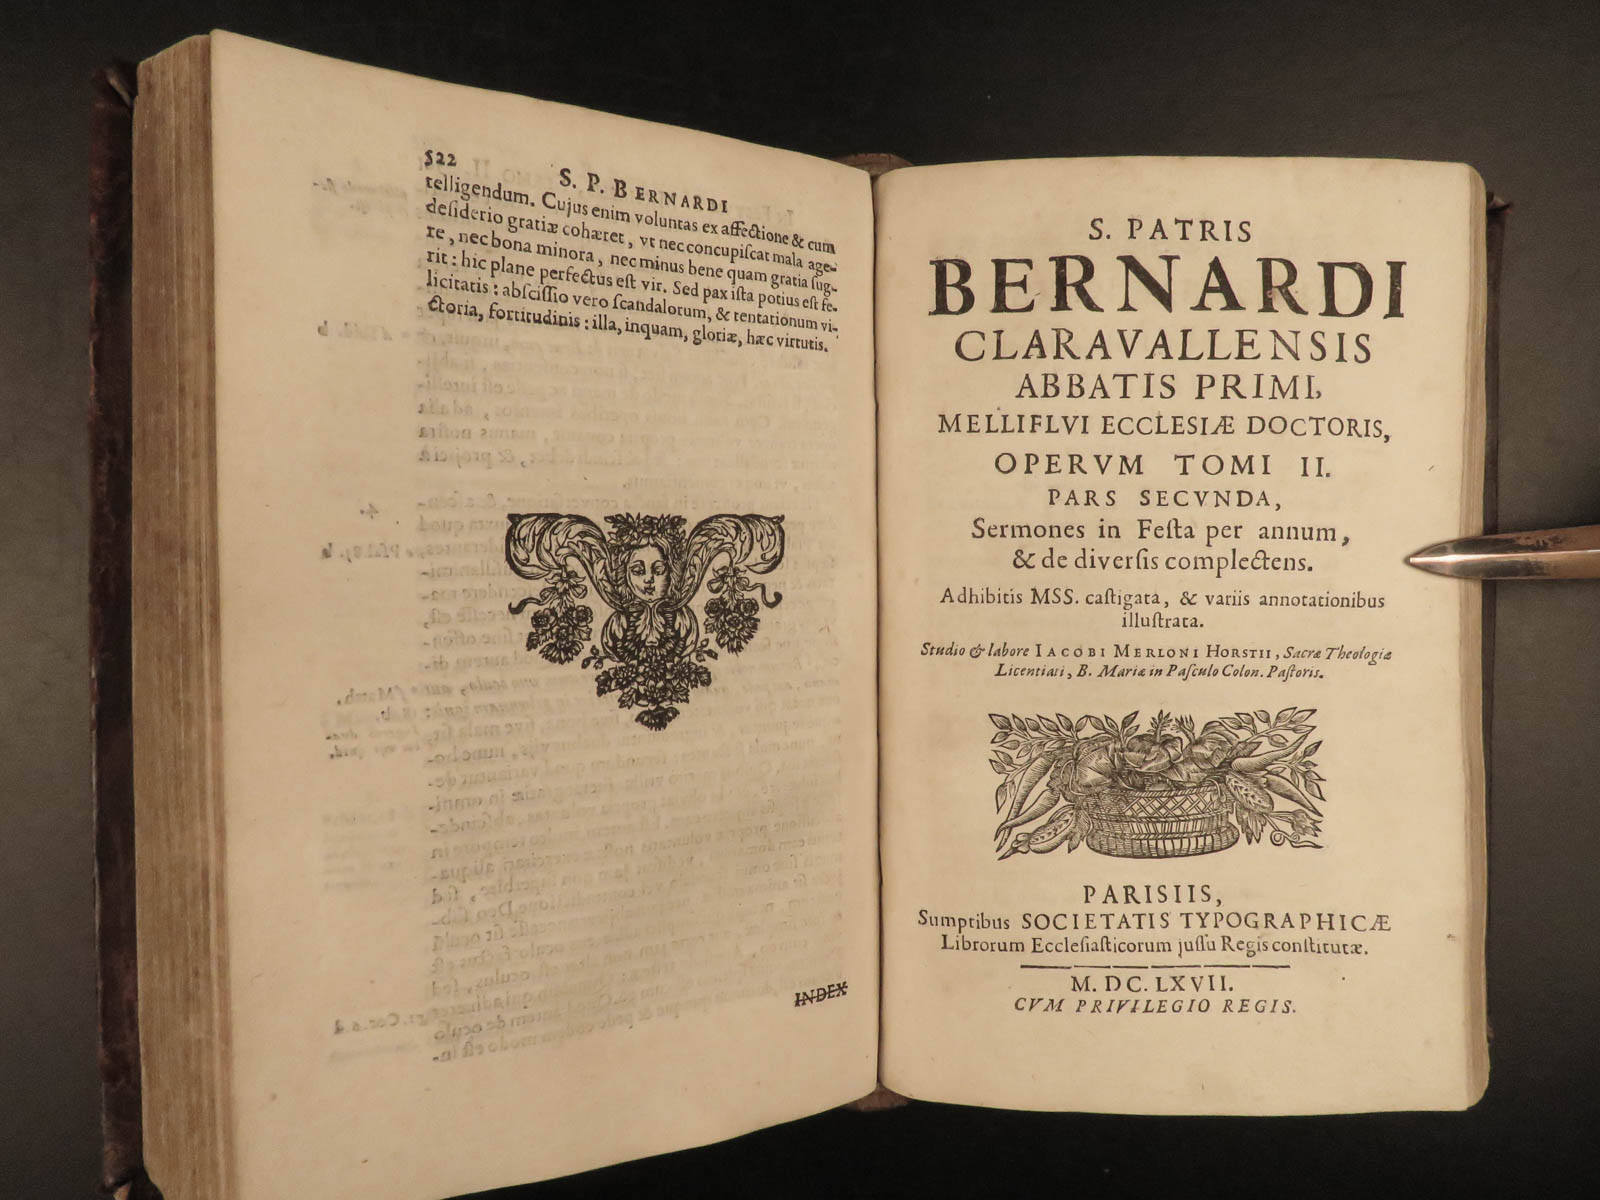 522
S. P. BERNARDI
telligendum. Cujus enim voluntas ex affectione & cum
desiderio gratiæ cohæret, vt nec concupiscat mala age-
re, nec bona minora, nec minus bene quam gratia sug-
rit: hic plane perfectus est vir. Sed pax ista potius est fe-
licitatis: abscissio vero scandalorum, & tentationum vi-
ctoria, fortitudinis: illa, inquam, gloriæ, hæc virtutis.
INDEX
S. PATRIS
BERNARDI
CLARAVALLENSIS
ABBATIS PRIMI,
MELLIFLVI ECCLESIÆ DOCTORIS,
OPERVM TOMI II.
PARS SECVNDA,
Sermones in Festa per annum,
& de diversis complectens.
Adhibitis MSS. castigata, & variis annotationibus
illustrata.
Studio & labore IACOBI MERLONI HORSTII, Sacræ Theologiæ
Licentiati, B. Mariæ in Pasculo Colon. Pastoris.
PARISIIS,
Sumptibus SOCIETATIS TYPOGRAPHICÆ
Librorum Ecclesiasticorum jussu Regis constitutæ.
M. DC. LXVII.
CVM PRIVILEGIO REGIS.